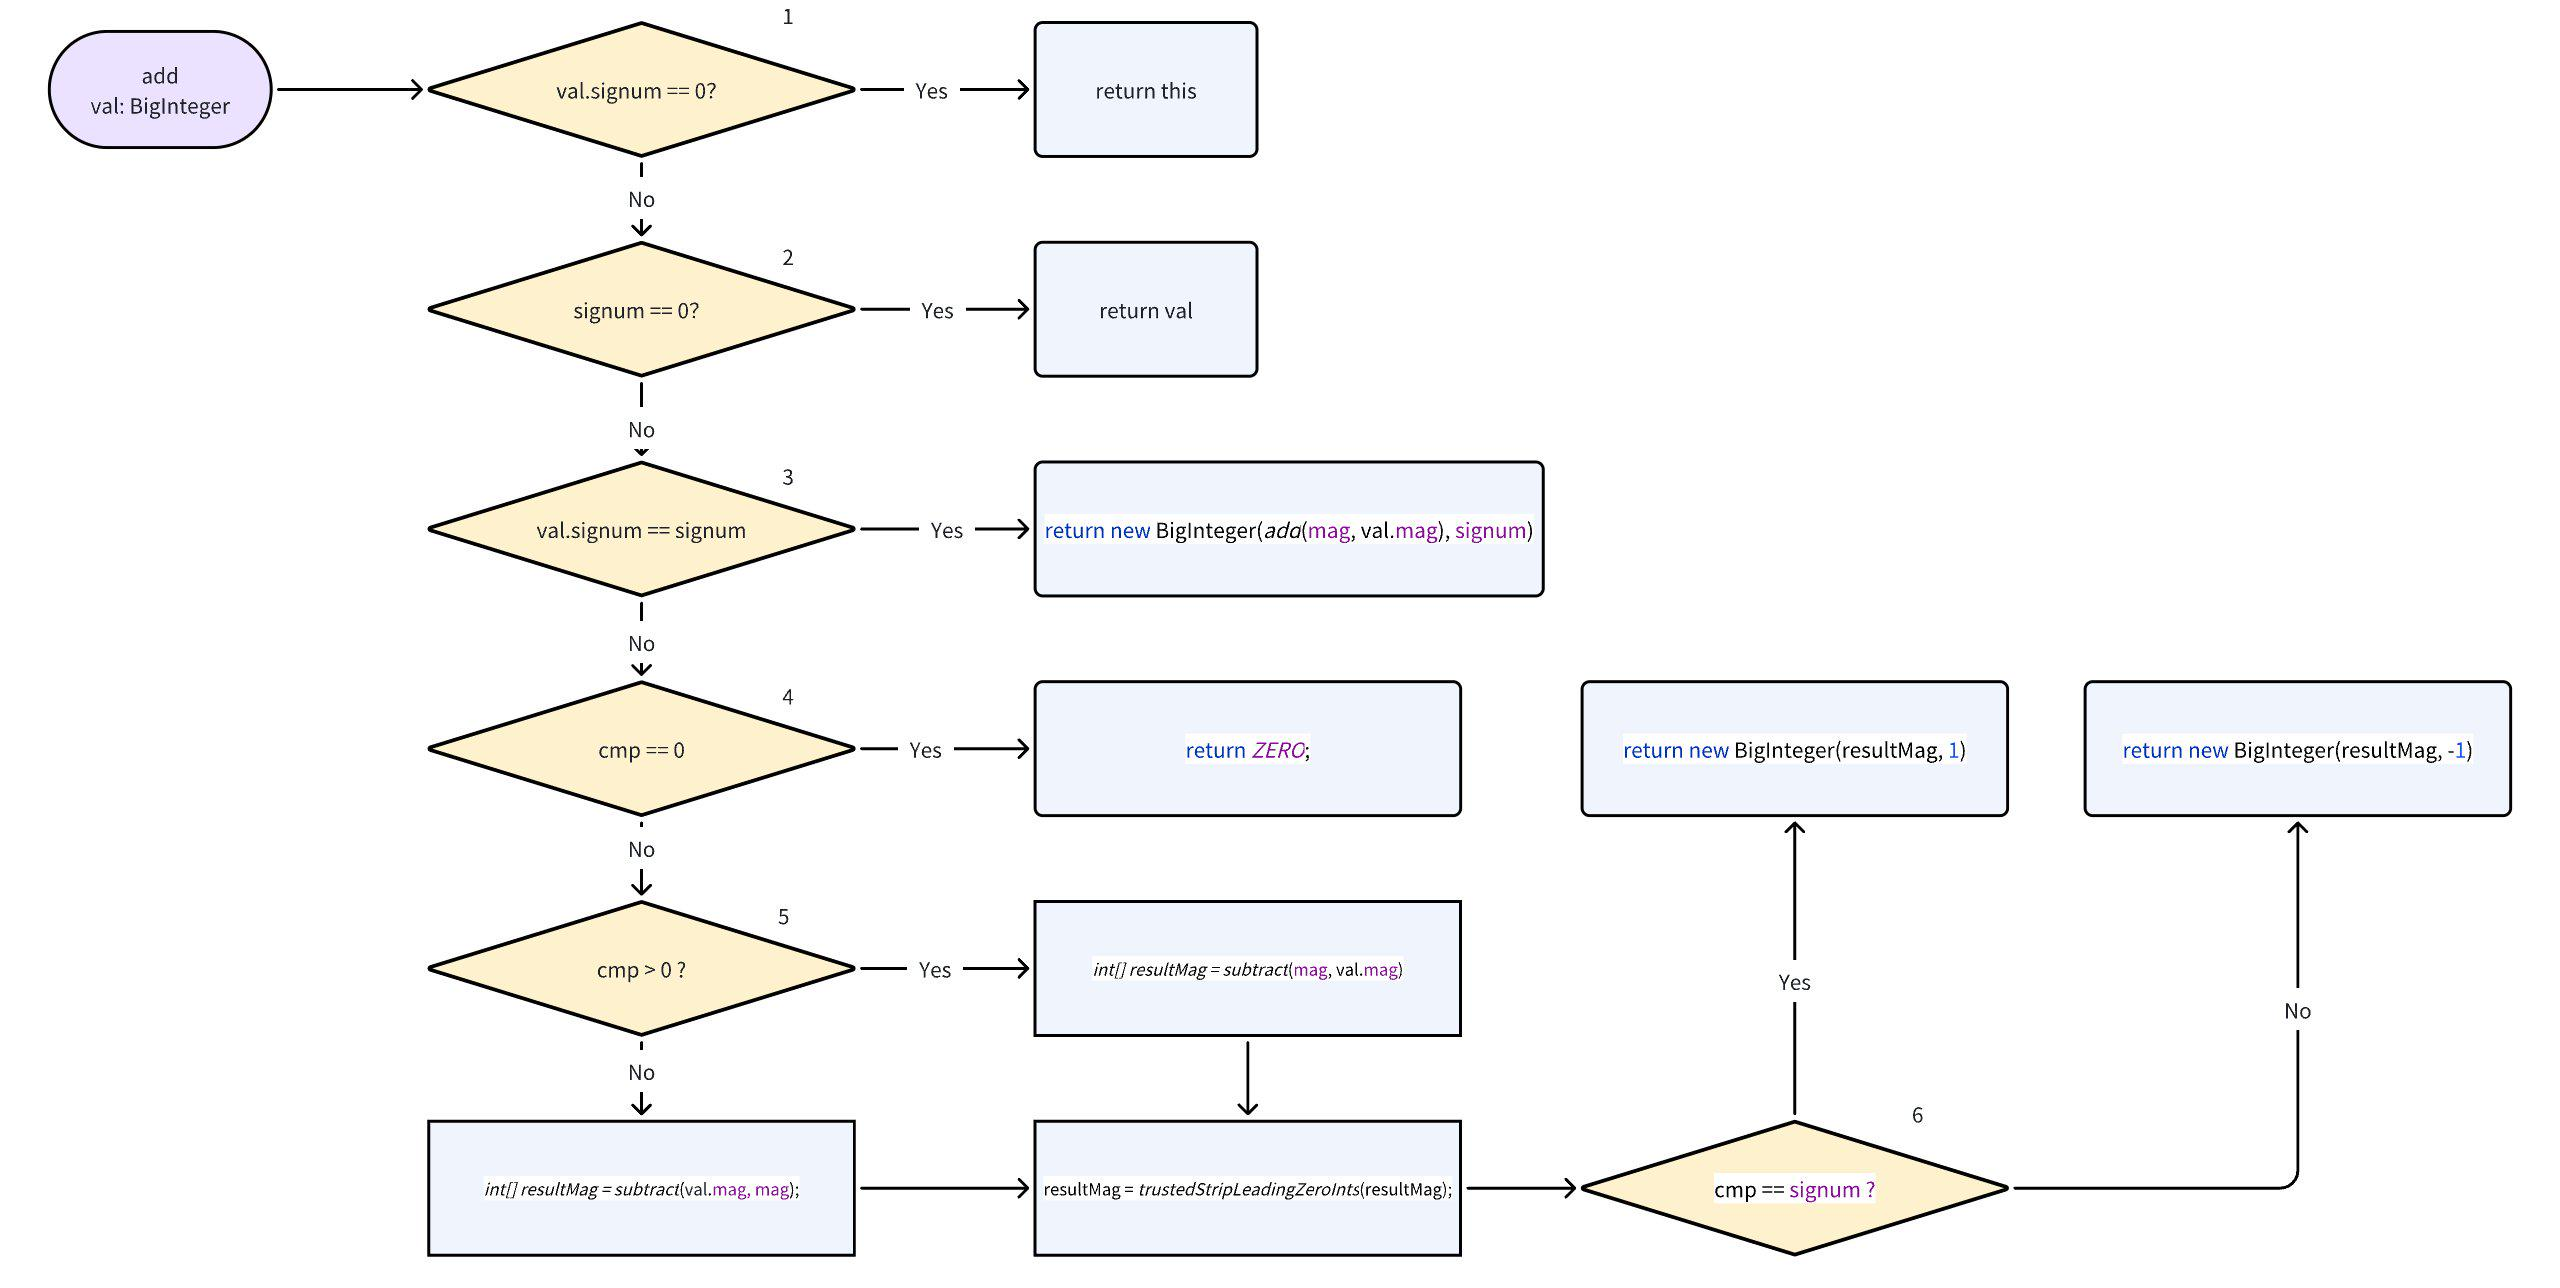 add
val: BigInteger
1
val.signum == 0?
Yes
return this
No
2
signum == 0?
Yes
return val
No
3
val.signum == signum
Yes
return new BigInteger(add(mag, val.mag), signum)
No
4
cmp == 0
Yes
return ZERO;
return new BigInteger(resultMag, 1)
return new BigInteger(resultMag, -1)
No
5
cmp > 0 ?
Yes
int[] resultMag = subtract(mag, val.mag)
Yes
No
No
int[] resultMag = subtract(val.mag, mag);
resultMag = trustedStripLeadingZeroInts(resultMag);
6
cmp == signum ?